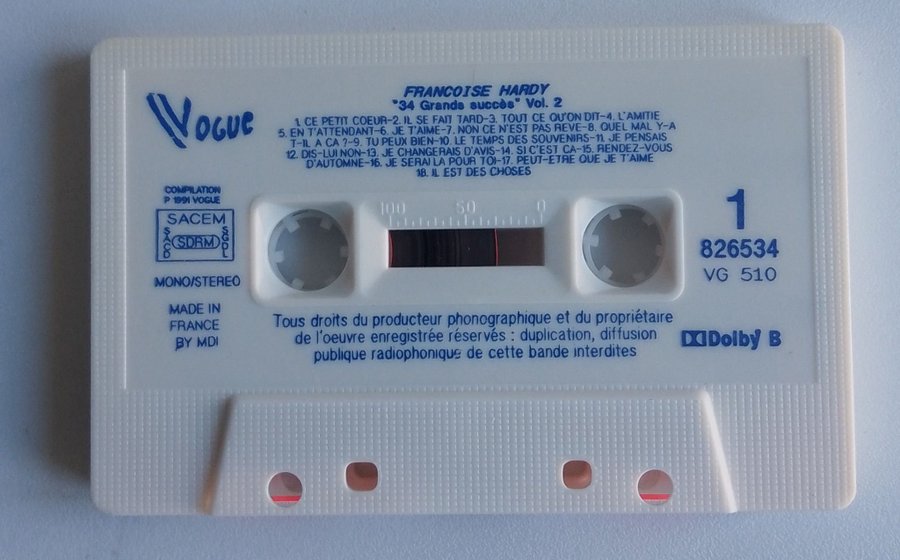 VOGUE
FRANCOISE HARDY
"34 Grands succès" Vol. 2
1. CE PETIT COEUR-2. IL SE FAIT TARD-3. TOUT CE QU'ON DIT-4. L'AMITIE
5. EN T'ATTENDANT-6. JE T'AIME-7. NON CE N'EST PAS REVE-8. QUEL MAL Y-A
T-IL A CA ?-9. TU PEUX BIEN-10. LE TEMPS DES SOUVENIRS-11. JE PENSAIS
12. DIS-LUI NON-13. JE CHANGERAIS D'AVIS-14. SI C'EST CA-15. RENDEZ-VOUS
D'AUTOMNE-16. JE SERAI LA POUR TOI-17. PEUT-ETRE QUE JE T'AIME
18. IL EST DES CHOSES
COMPILATION
P 1991 VOGUE
SACEM
SACD
SDRM
SGDL
MONO/STEREO
MADE IN
FRANCE
BY MDI
100 50 0
1
826534
VG 510
Tous droits du producteur phonographique et du propriétaire
de l'oeuvre enregistrée réservés : duplication, diffusion
publique radiophonique de cette bande interdites
Dolby B